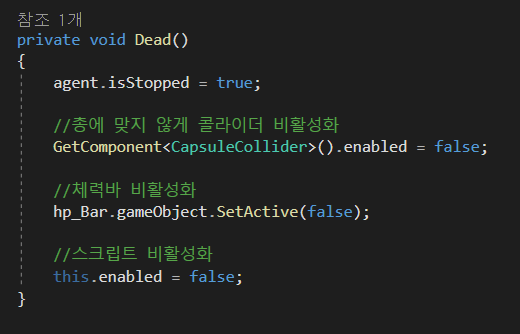 참조 1개
private void Dead()
{
agent.isStopped = true;
//총에 맞지 않게 콜라이더 비활성화
GetComponent<CapsuleCollider>().enabled = false;
//체력바 비활성화
hp_Bar.gameObject.SetActive(false);
//스크립트 비활성화
this.enabled = false;
}